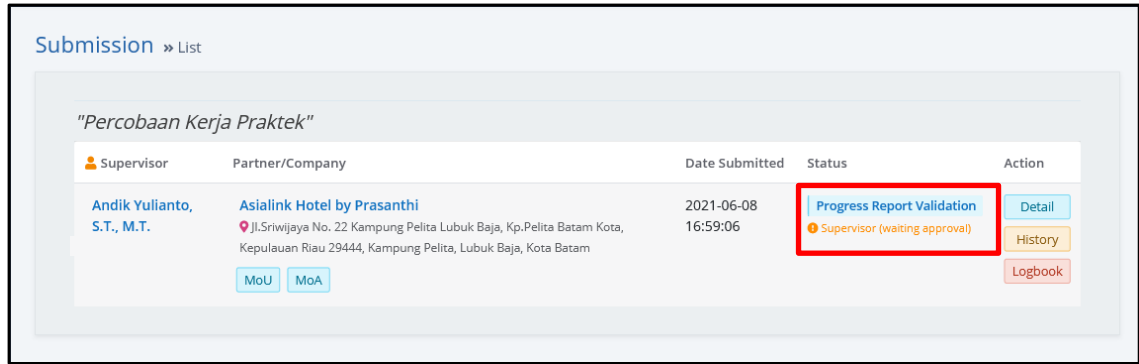 Submission » List
"Percobaan Kerja Praktek"
Supervisor Partner/Company Date Submitted Status Action
Andik Yulianto, S.T., M.T.
Asialink Hotel by Prasanthi
Jl.Sriwijaya No. 22 Kampung Pelita Lubuk Baja, Kp.Pelita Batam Kota,
Kepulauan Riau 29444, Kampung Pelita, Lubuk Baja, Kota Batam
MoU MoA
2021-06-08
16:59:06
Progress Report Validation
Supervisor (waiting approval)
Detail
History
Logbook